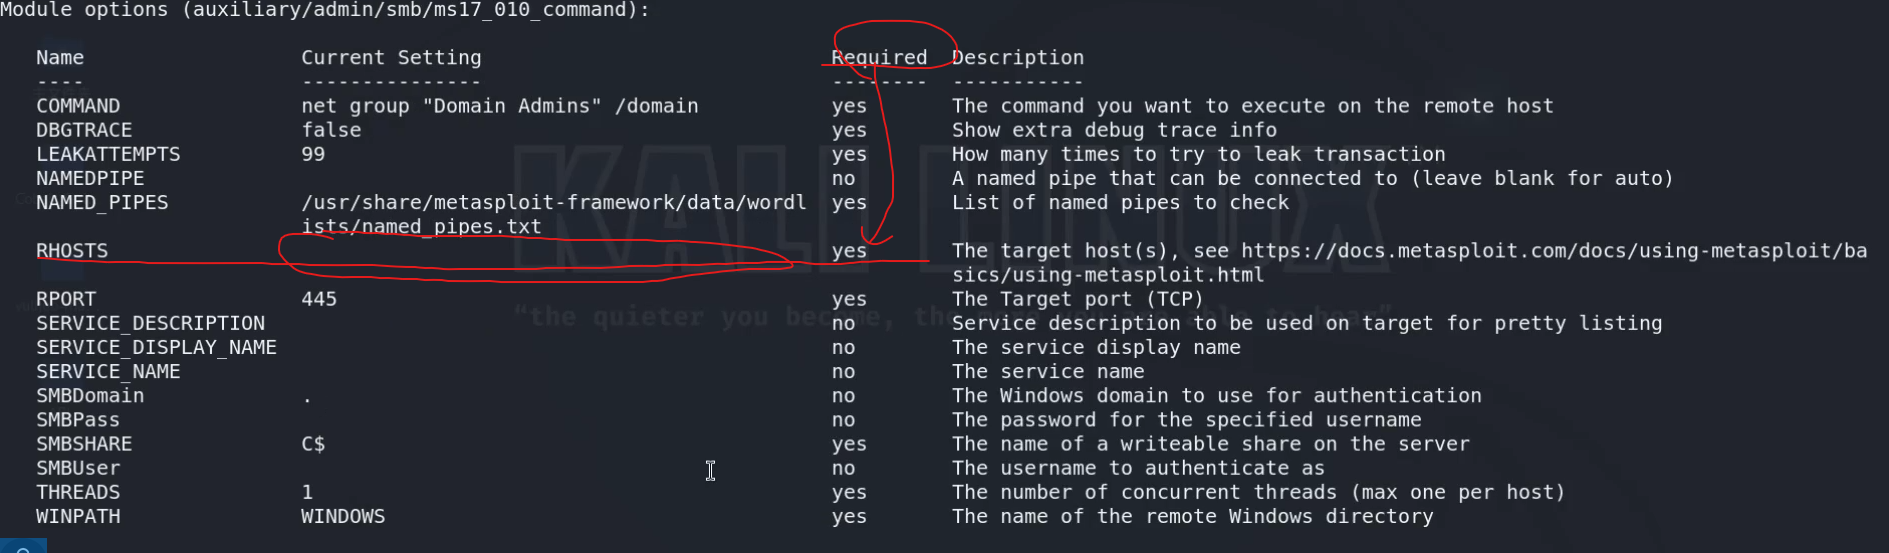 Module options (auxiliary/admin/smb/ms17_010_command):
Name Current Setting Required Description
---- --------------- -------- -----------
COMMAND net group "Domain Admins" /domain yes The command you want to execute on the remote host
DBGTRACE false yes Show extra debug trace info
LEAKATTEMPTS 99 yes How many times to try to leak transaction
NAMEDPIPE no A named pipe that can be connected to (leave blank for auto)
NAMED_PIPES /usr/share/metasploit-framework/data/wordl yes List of named pipes to check
ists/named_pipes.txt
RHOSTS yes The target host(s), see https://docs.metasploit.com/docs/using-metasploit/ba
sics/using-metasploit.html
RPORT 445 yes The Target port (TCP)
SERVICE_DESCRIPTION no Service description to be used on target for pretty listing
SERVICE_DISPLAY_NAME no The service display name
SERVICE_NAME no The service name
SMBDomain . no The Windows domain to use for authentication
SMBPass no The password for the specified username
SMBSHARE C$ yes The name of a writeable share on the server
SMBUser no The username to authenticate as
THREADS 1 yes The number of concurrent threads (max one per host)
WINPATH WINDOWS yes The name of the remote Windows directory
KALI LINUX
"the quieter you become, the more you are able to hear"